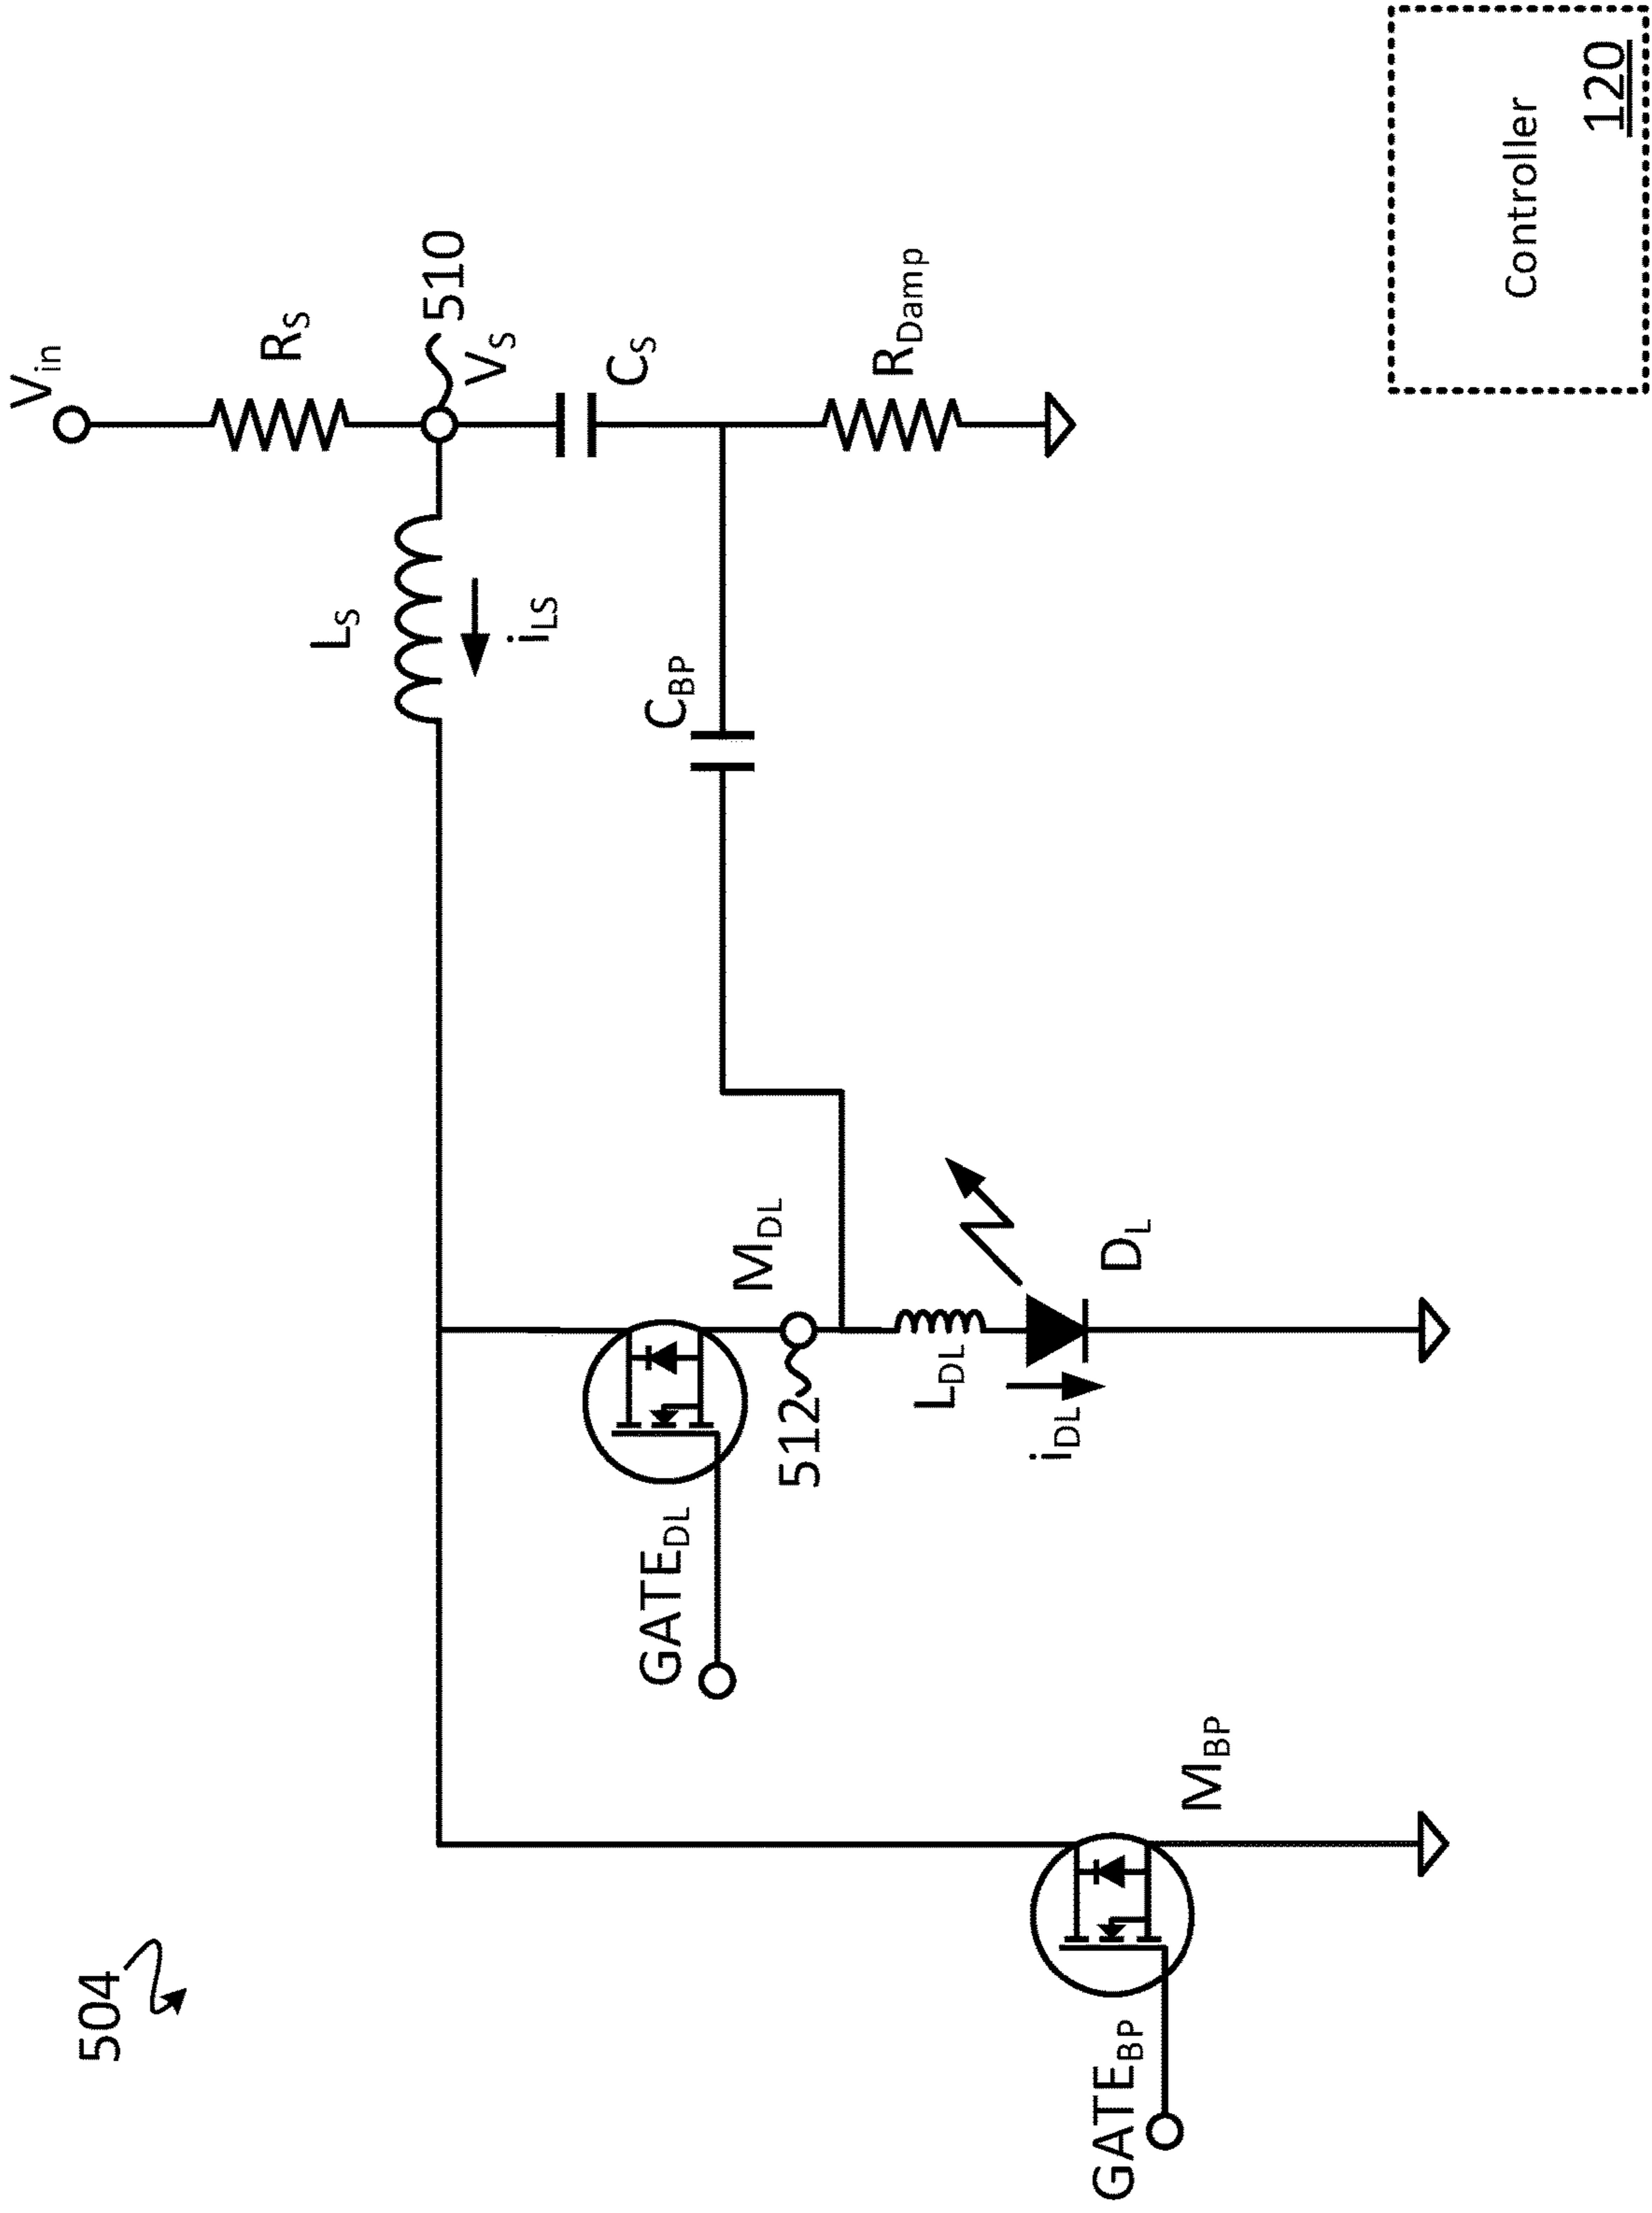 504
V_in
R_S
510
V_S
L_S
i_LS
C_S
C_BP
R_Damp
M_DL
GATE_DL
512
L_DL
i_DL
D_L
M_BP
GATE_BP
Controller
120